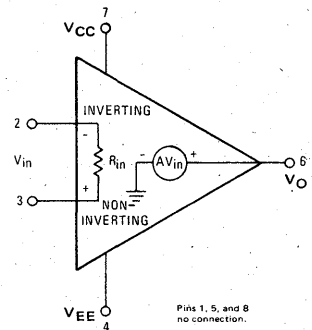 7
VCC
INVERTING
2
-
Vin
Rin
-
AVin
+
6
VO
+
3
NON-
INVERTING
VEE
4
Pins 1, 5, and 8
no connection.